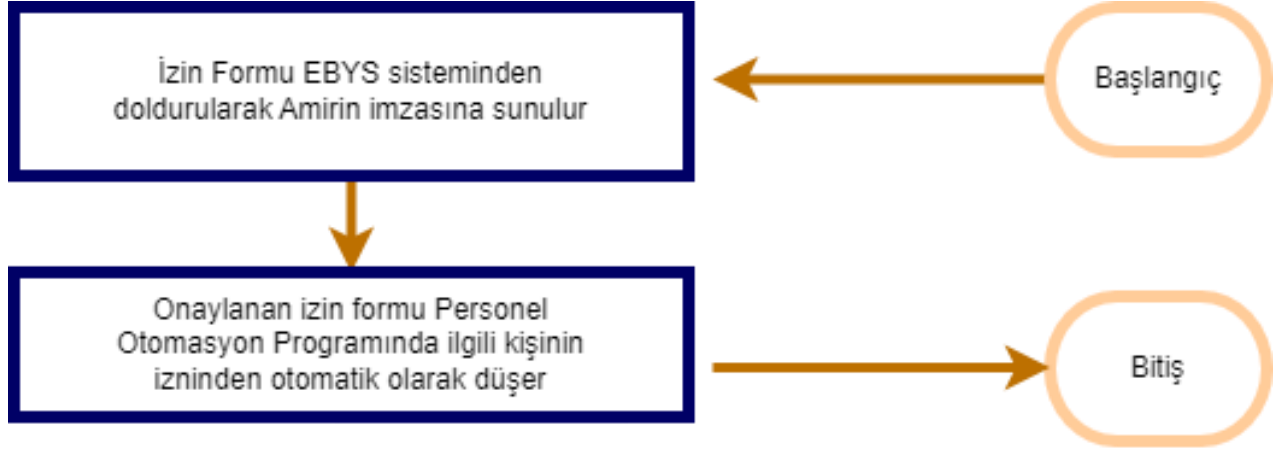 Başlangıç
İzin Formu EBYS sisteminden
doldurularak Amirin imzasına sunulur
Onaylanan izin formu Personel
Otomasyon Programında ilgili kişinin
izninden otomatik olarak düşer
Bitiş